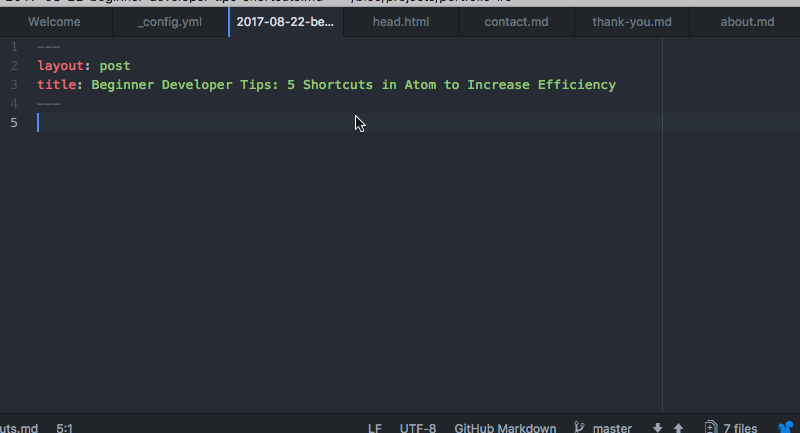 Welcome _config.yml 2017-08-22-be... head.html contact.md thank-you.md about.md
1 ---
2 layout: post
3 title: Beginner Developer Tips: 5 Shortcuts in Atom to Increase Efficiency
4 ---
5
uts.md 5:1 LF UTF-8 GitHub Markdown master 7 files